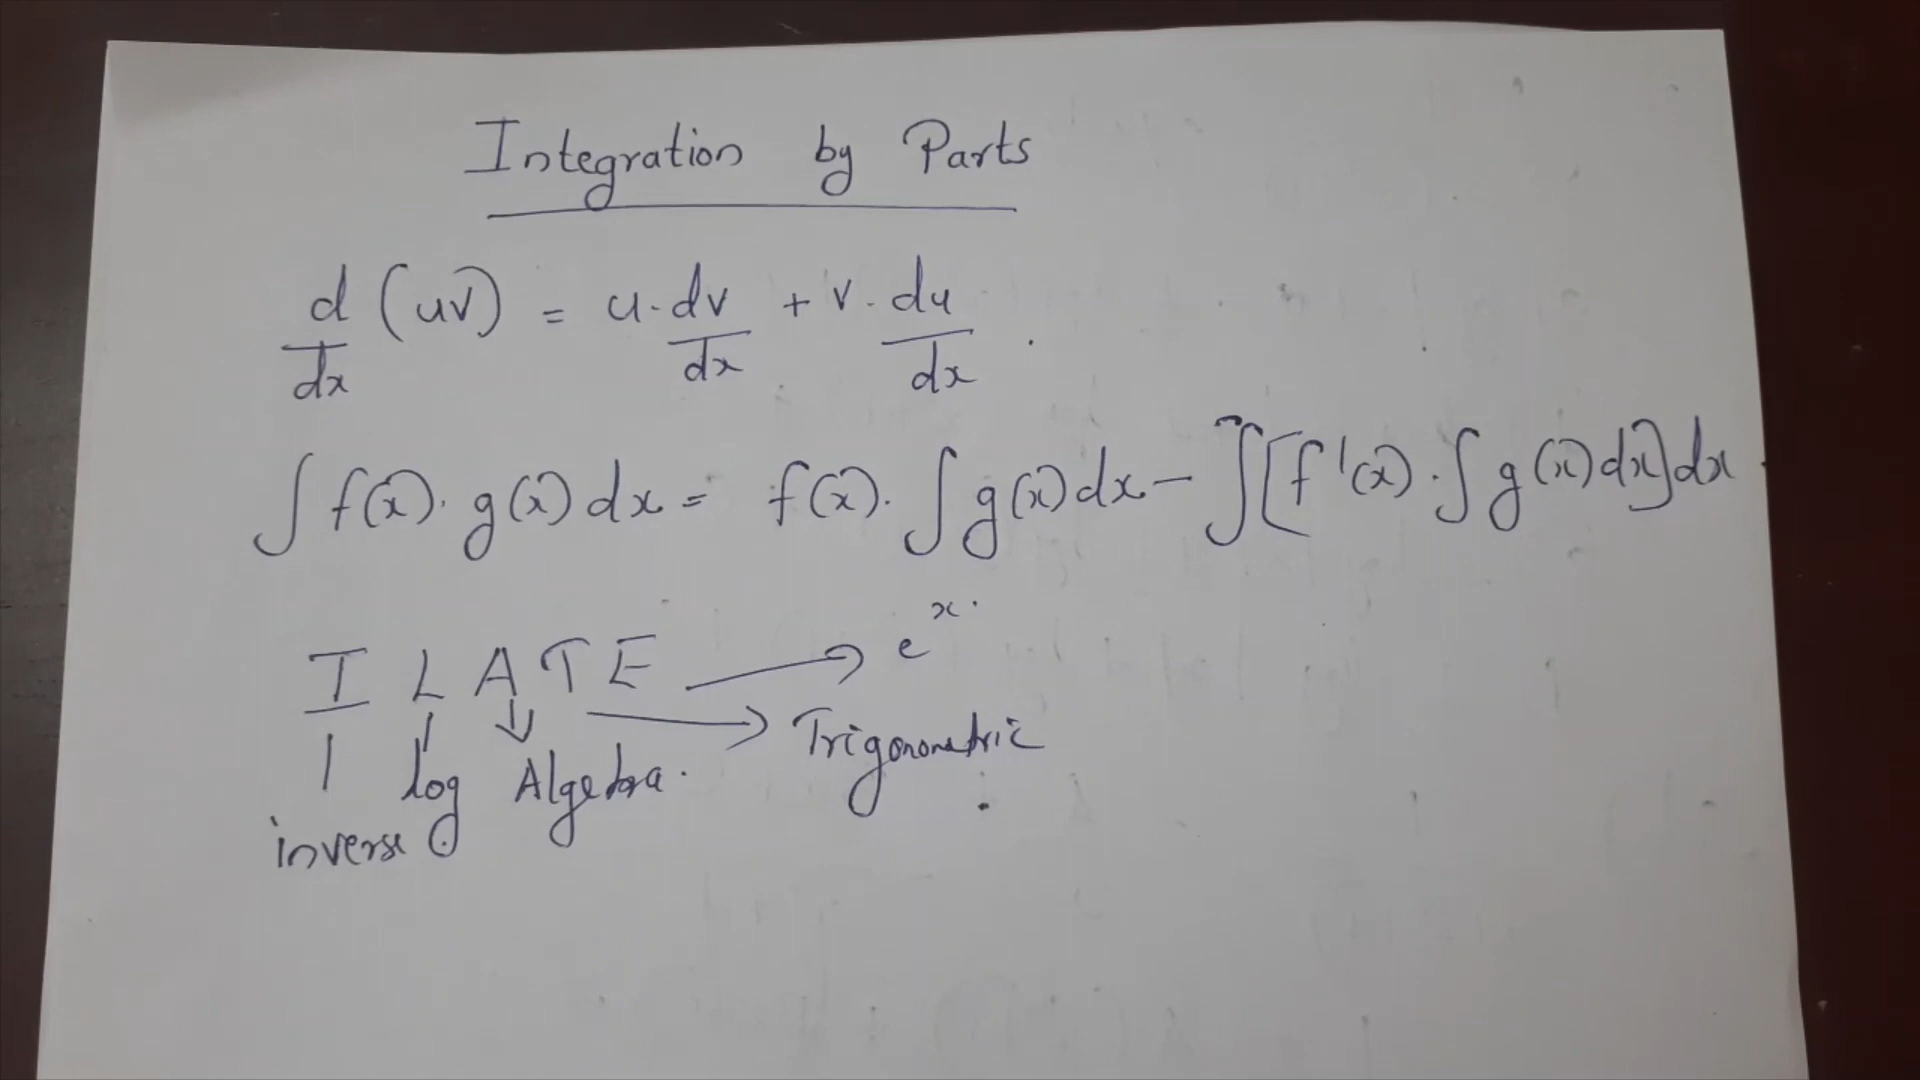 Integration by Parts
d/dx (uv) = u. dv/dx + v. du/dx .
∫ f(x). g(x) dx = f(x). ∫ g(x) dx - ∫ [f'(x) . ∫ g(x) dx] dx
I L A T E → e^x.
inverse log Algebra. → Trigonometric